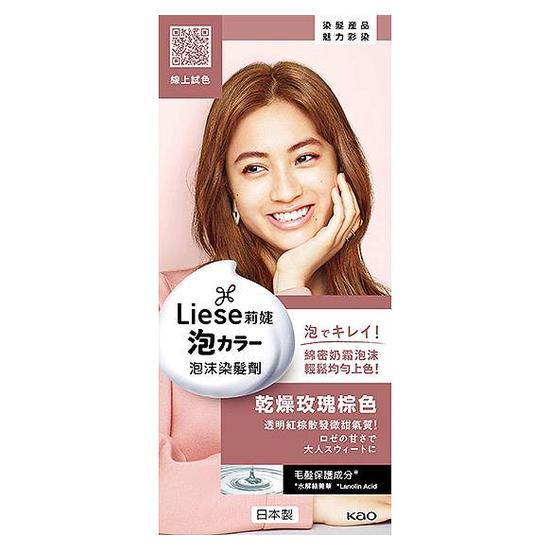 染髮產品
魅力彩染
線上試色
Liese莉婕
泡カラー
泡沫染髮劑
泡でキレイ!
綿密奶霜泡沫
輕鬆均勻上色!
乾燥玫瑰棕色
透明紅棕散發微甜氣質!
ロゼの甘さで
大人スウィートに
毛髮保護成分*
*水解絲菁華 *Lanolin Acid
日本製
Kao